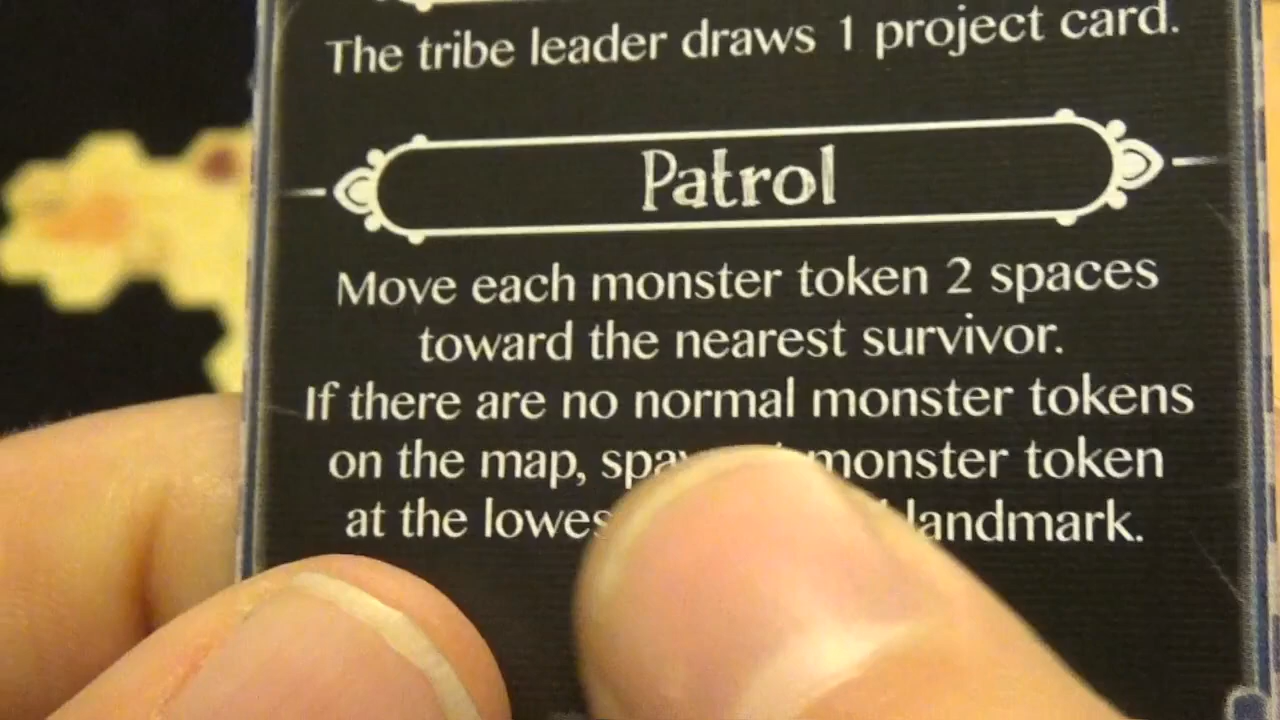 The tribe leader draws 1 project card.
Patrol
Move each monster token 2 spaces
toward the nearest survivor.
If there are no normal monster tokens
on the map, monster token
at the landmark.